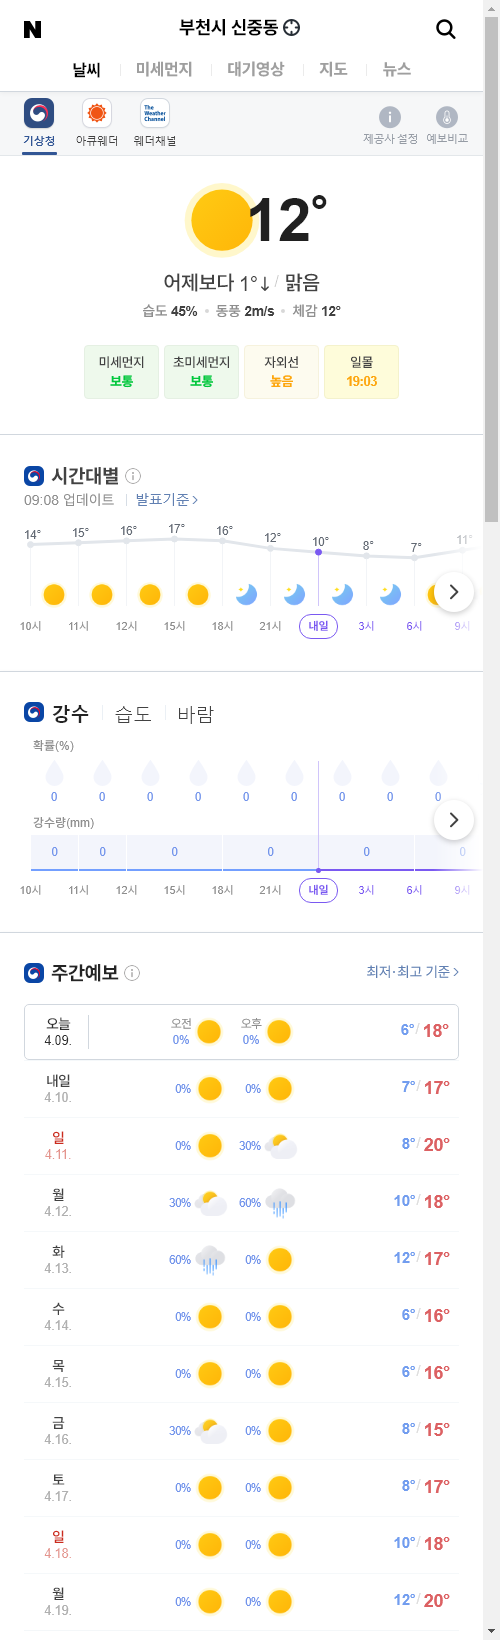 N
부천시 신중동
날씨 미세먼지 대기영상 지도 뉴스
The Weather Channel
기상청 아큐웨더 웨더채널 제공사 설정 예보비교
12°
어제보다 1°↓ / 맑음
습도 45% 동풍 2m/s 체감 12°
미세먼지 초미세먼지 자외선 일몰
보통 보통 높음 19:03
시간대별
09:08 업데이트 발표기준 >
14° 15° 16° 17° 16° 12° 10° 8° 7° 11°
10시 11시 12시 15시 18시 21시 내일 3시 6시 9시
강수 습도 바람
확률(%)
0 0 0 0 0 0 0 0 0
강수량(mm)
0 0 0 0 0 0
10시 11시 12시 15시 18시 21시 내일 3시 6시 9시
주간예보 최저·최고 기준 >
오늘 4.09. 오전 0% 오후 0% 6°/ 18°
내일 4.10. 0% 0% 7°/ 17°
일 4.11. 0% 30% 8°/ 20°
월 4.12. 30% 60% 10°/ 18°
화 4.13. 60% 0% 12°/ 17°
수 4.14. 0% 0% 6°/ 16°
목 4.15. 0% 0% 6°/ 16°
금 4.16. 30% 0% 8°/ 15°
토 4.17. 0% 0% 8°/ 17°
일 4.18. 0% 0% 10°/ 18°
월 4.19. 0% 0% 12°/ 20°